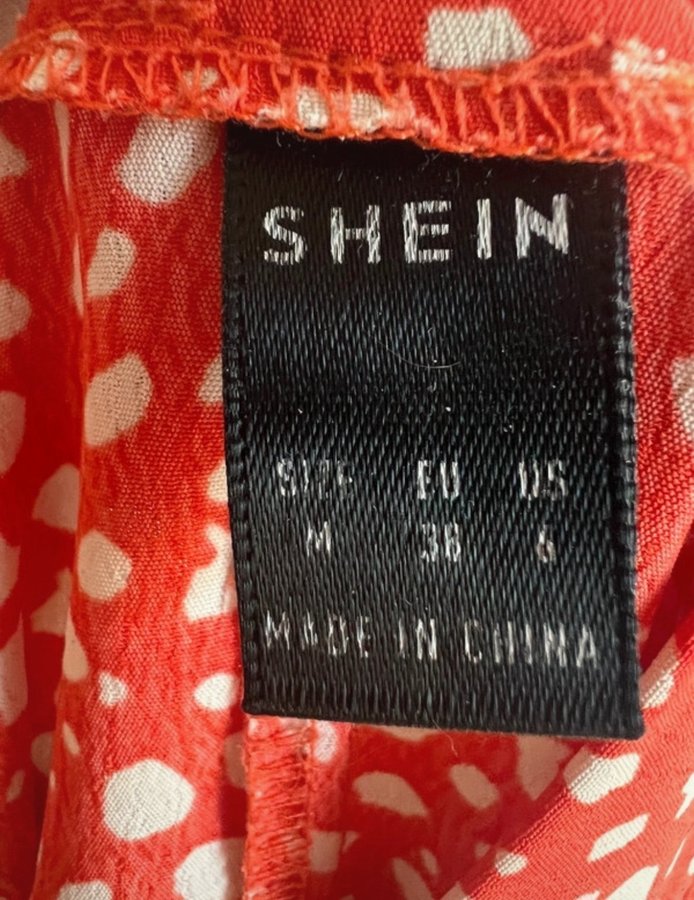 SHEIN
SIZE EU US
M 38 6
MADE IN CHINA